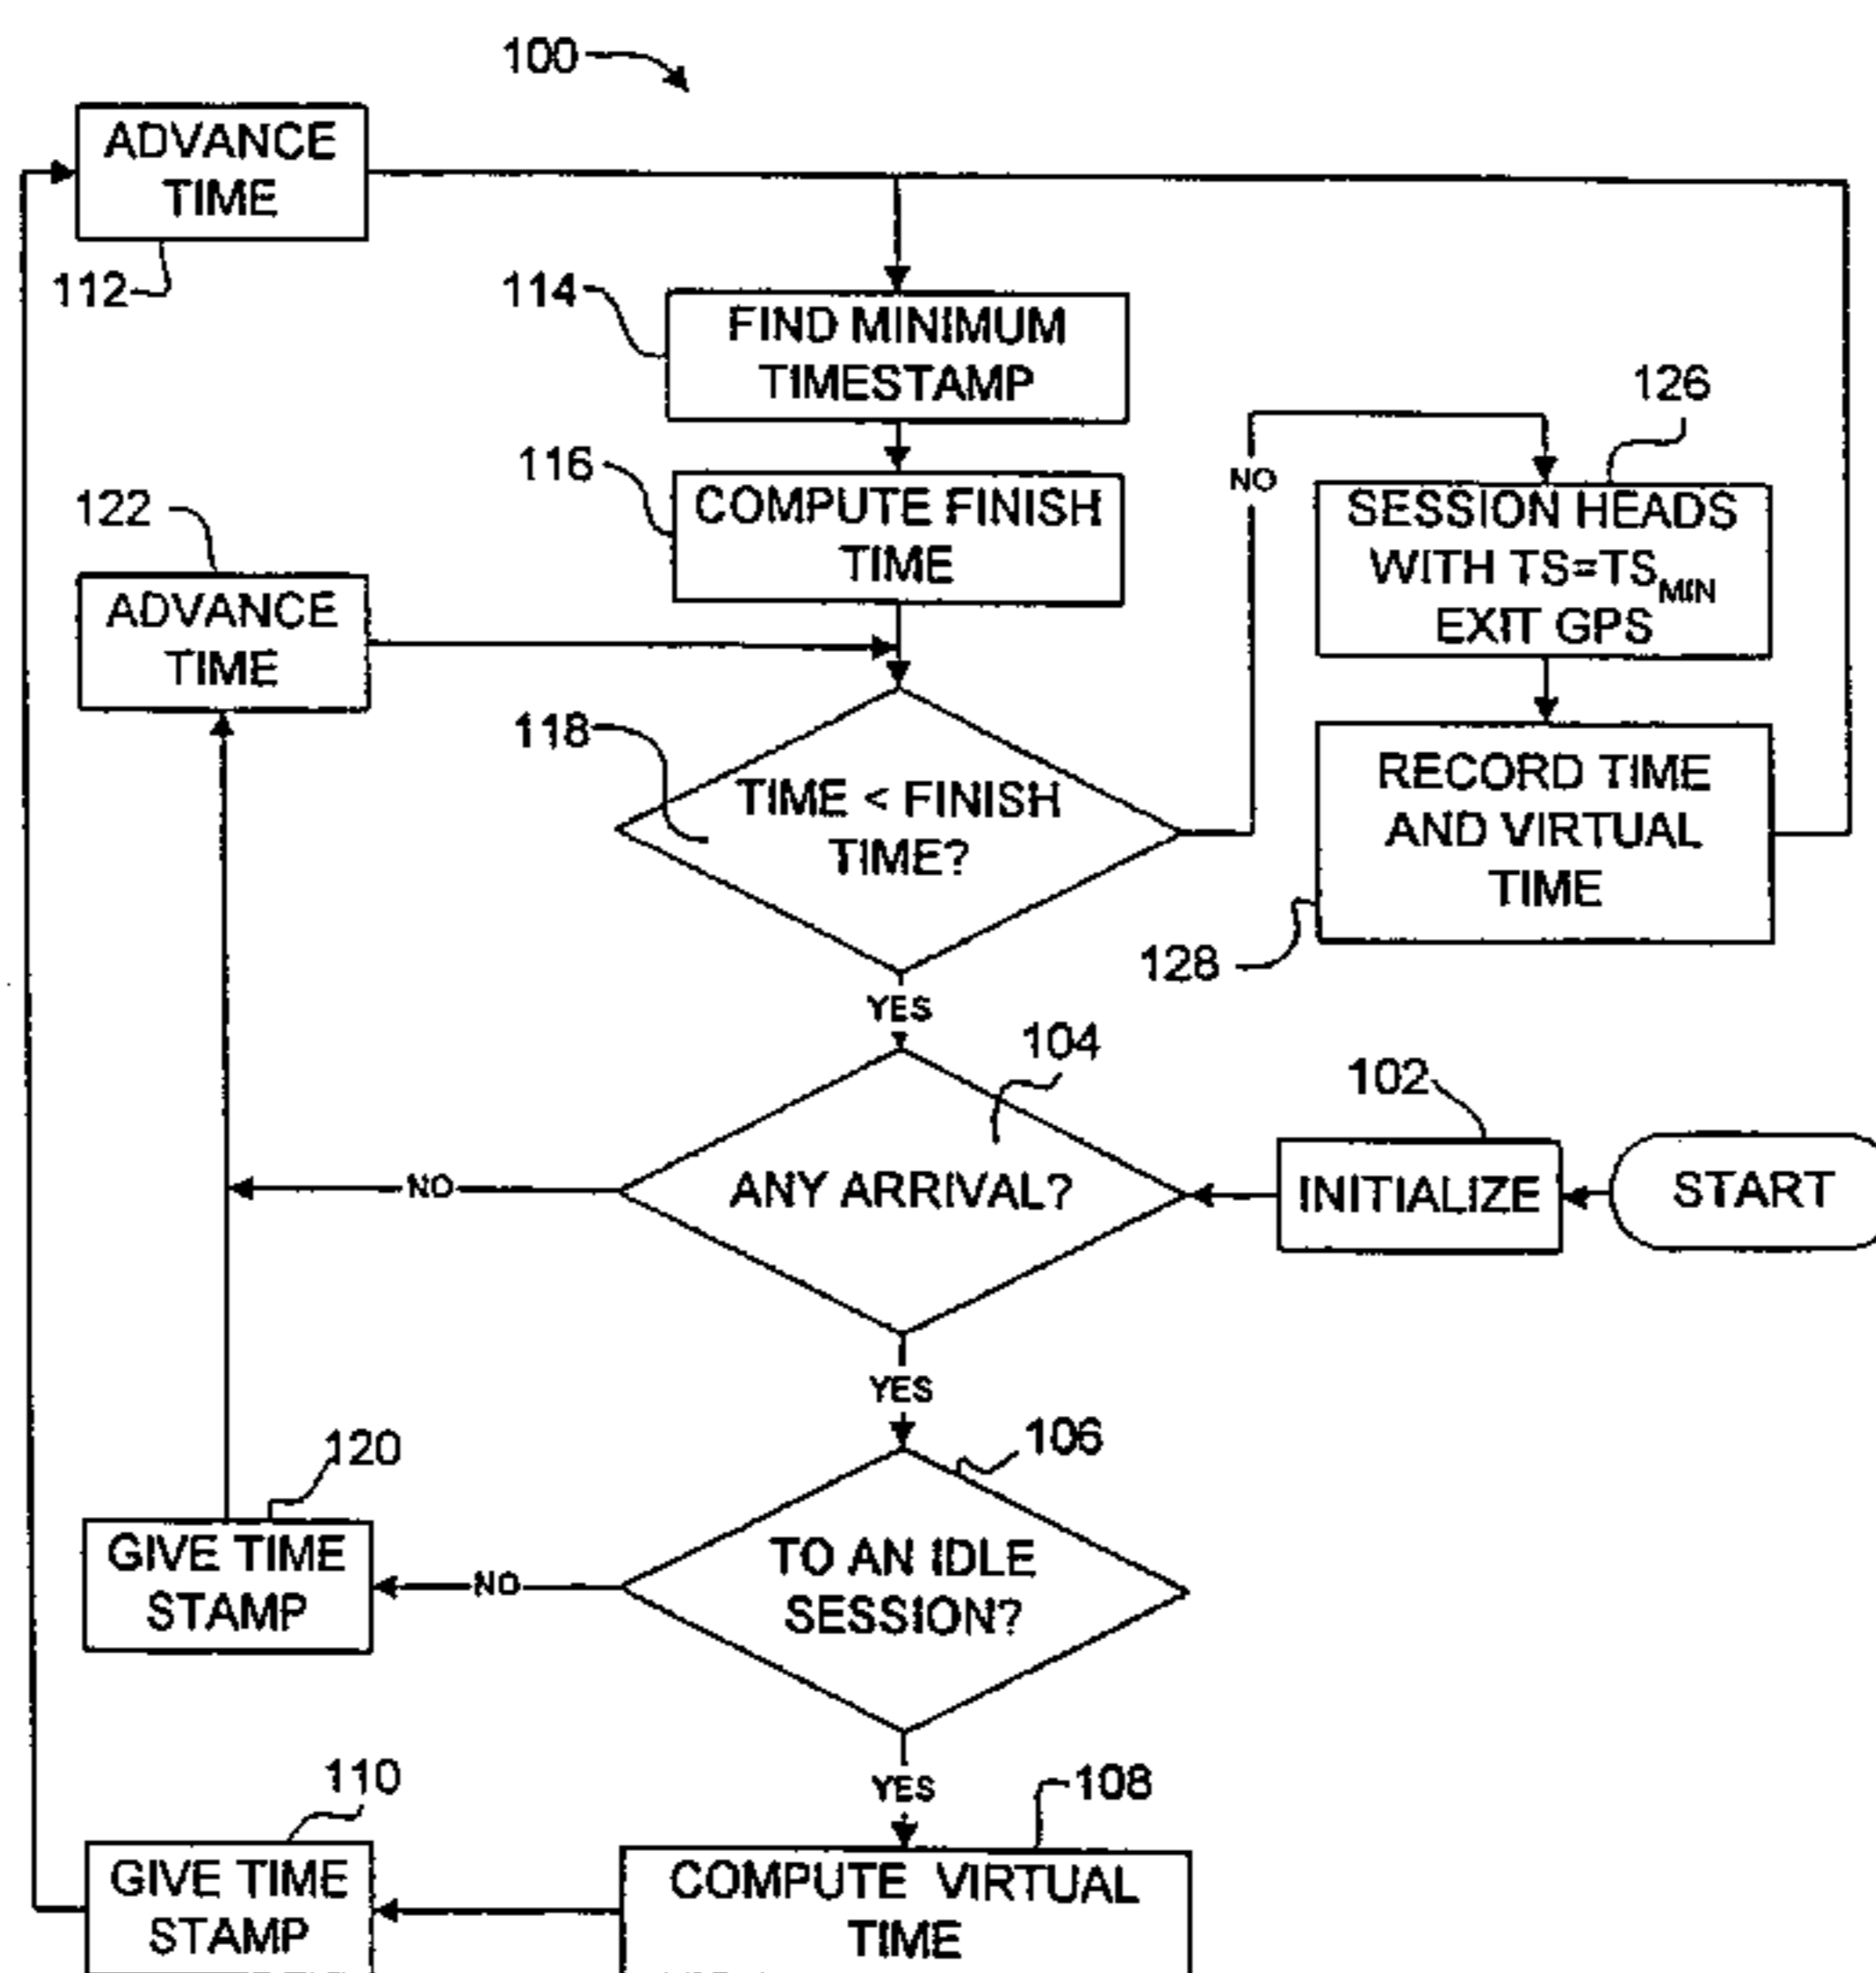 100
ADVANCE
TIME
112
114
FIND MINIMUM
TIMESTAMP
126
116
COMPUTE FINISH
TIME
NO
SESSION HEADS
WITH TS=TSMIN
EXIT GPS
122
ADVANCE
TIME
118
TIME < FINISH
TIME?
RECORD TIME
AND VIRTUAL
TIME
128
YES
104
102
ANY ARRIVAL?
NO
INITIALIZE
START
YES
106
120
GIVE TIME
STAMP
NO
TO AN IDLE
SESSION?
YES
110
108
GIVE TIME
STAMP
COMPUTE VIRTUAL
TIME